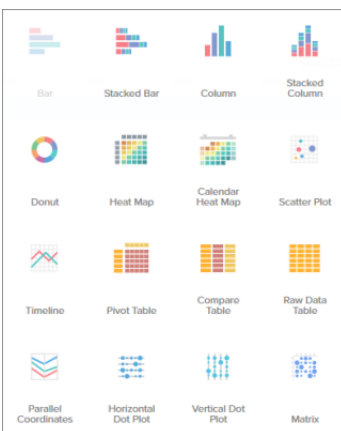 Bar
Stacked Bar
Column
Stacked
Column
Donut
Heat Map
Calendar
Heat Map
Scatter Plot
Timeline
Pivot Table
Compare
Table
Raw Data
Table
Parallel
Coordinates
Horizontal
Dot Plot
Vertical Dot
Plot
Matrix